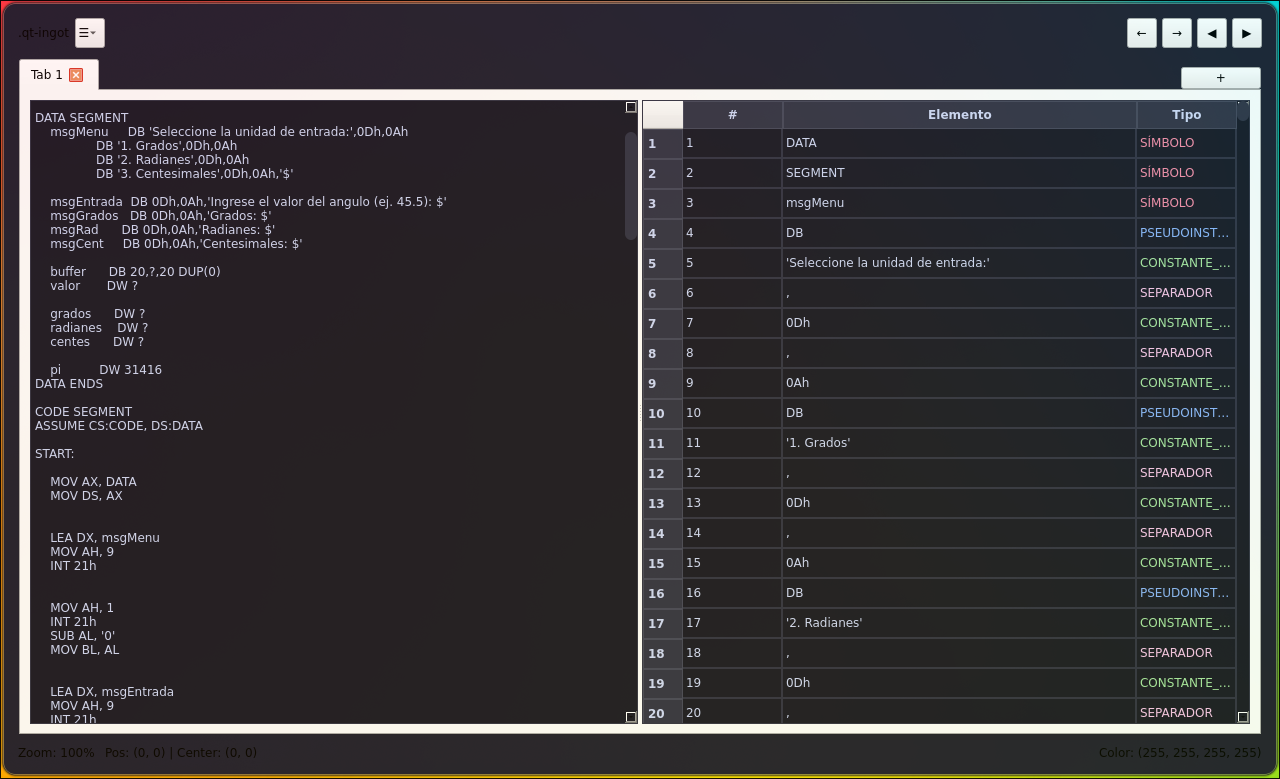 .qt-ingot ☰ ← → ◀ ▶
Tab 1 +
DATA SEGMENT
msgMenu DB 'Seleccione la unidad de entrada:',0Dh,0Ah
DB '1. Grados',0Dh,0Ah
DB '2. Radianes',0Dh,0Ah
DB '3. Centesimales',0Dh,0Ah,'$'
msgEntrada DB 0Dh,0Ah,'Ingrese el valor del angulo (ej. 45.5): $'
msgGrados DB 0Dh,0Ah,'Grados: $'
msgRad DB 0Dh,0Ah,'Radianes: $'
msgCent DB 0Dh,0Ah,'Centesimales: $'
buffer DB 20,?,20 DUP(0)
valor DW ?
grados DW ?
radianes DW ?
centes DW ?
pi DW 31416
DATA ENDS
CODE SEGMENT
ASSUME CS:CODE, DS:DATA
START:
MOV AX, DATA
MOV DS, AX
LEA DX, msgMenu
MOV AH, 9
INT 21h
MOV AH, 1
INT 21h
SUB AL, '0'
MOV BL, AL
LEA DX, msgEntrada
MOV AH, 9
INT 21h
# Elemento Tipo
1 1 DATA SÍMBOLO
2 2 SEGMENT SÍMBOLO
3 3 msgMenu SÍMBOLO
4 4 DB PSEUDOINST...
5 5 'Seleccione la unidad de entrada:' CONSTANTE_...
6 6 , SEPARADOR
7 7 0Dh CONSTANTE_...
8 8 , SEPARADOR
9 9 0Ah CONSTANTE_...
10 10 DB PSEUDOINST...
11 11 '1. Grados' CONSTANTE_...
12 12 , SEPARADOR
13 13 0Dh CONSTANTE_...
14 14 , SEPARADOR
15 15 0Ah CONSTANTE_...
16 16 DB PSEUDOINST...
17 17 '2. Radianes' CONSTANTE_...
18 18 , SEPARADOR
19 19 0Dh CONSTANTE_...
20 20 , SEPARADOR
Zoom: 100% Pos: (0, 0) | Center: (0, 0) Color: (255, 255, 255, 255)